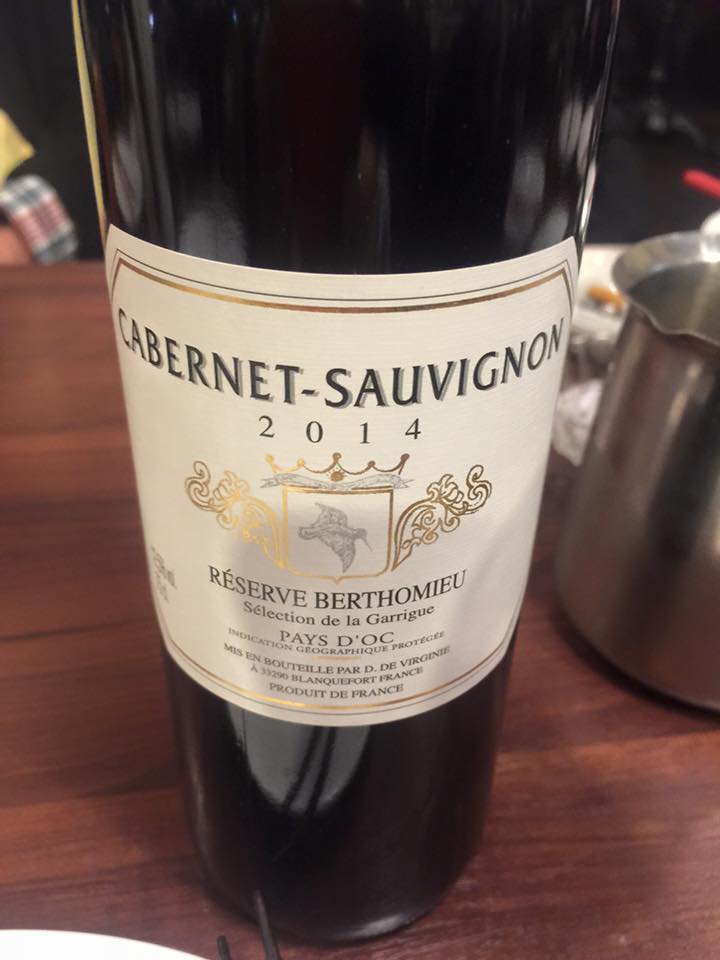 CABERNET-SAUVIGNON
2014
RÉSERVE BERTHOMIEU
Sélection de la Garrigue
PAYS D'OC
INDICATION GÉOGRAPHIQUE PROTÉGÉE
MIS EN BOUTEILLE PAR D. DE VIRGINIE
À 33290 BLANQUEFORT FRANCE
PRODUIT DE FRANCE